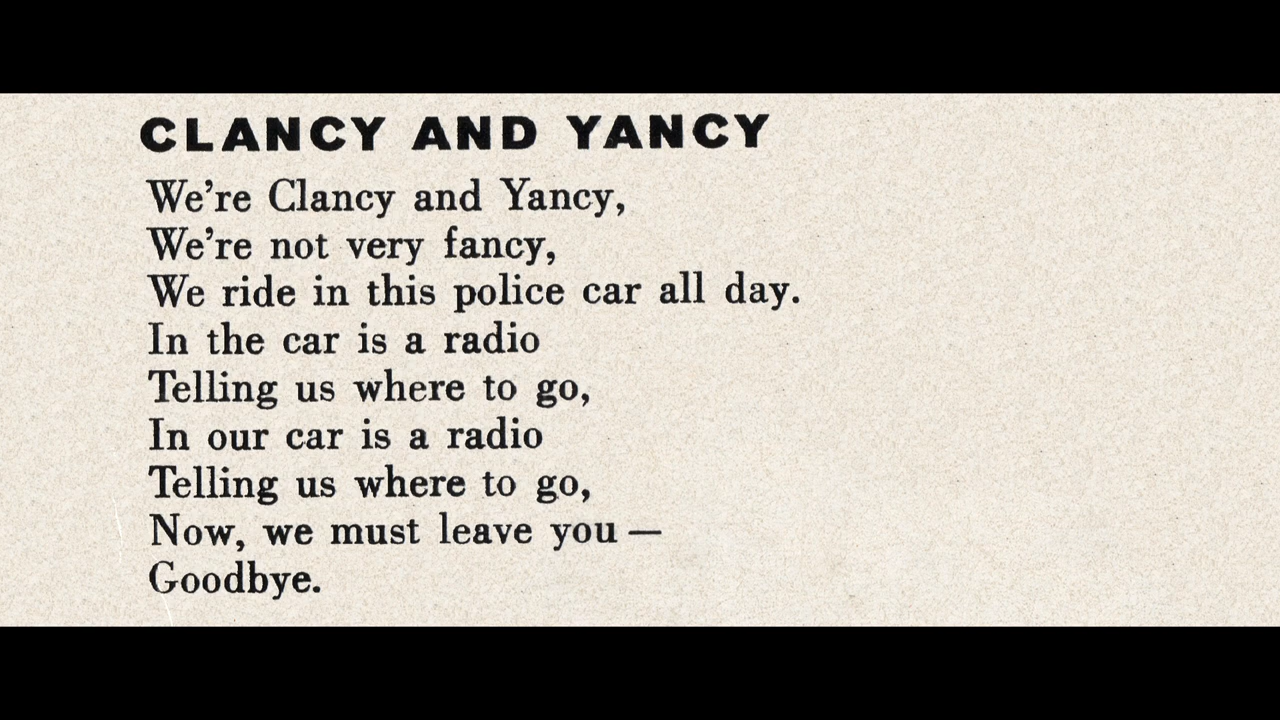 CLANCY AND YANCY
We're Clancy and Yancy,
We're not very fancy,
We ride in this police car all day.
In the car is a radio
Telling us where to go,
In our car is a radio
Telling us where to go,
Now, we must leave you —
Goodbye.